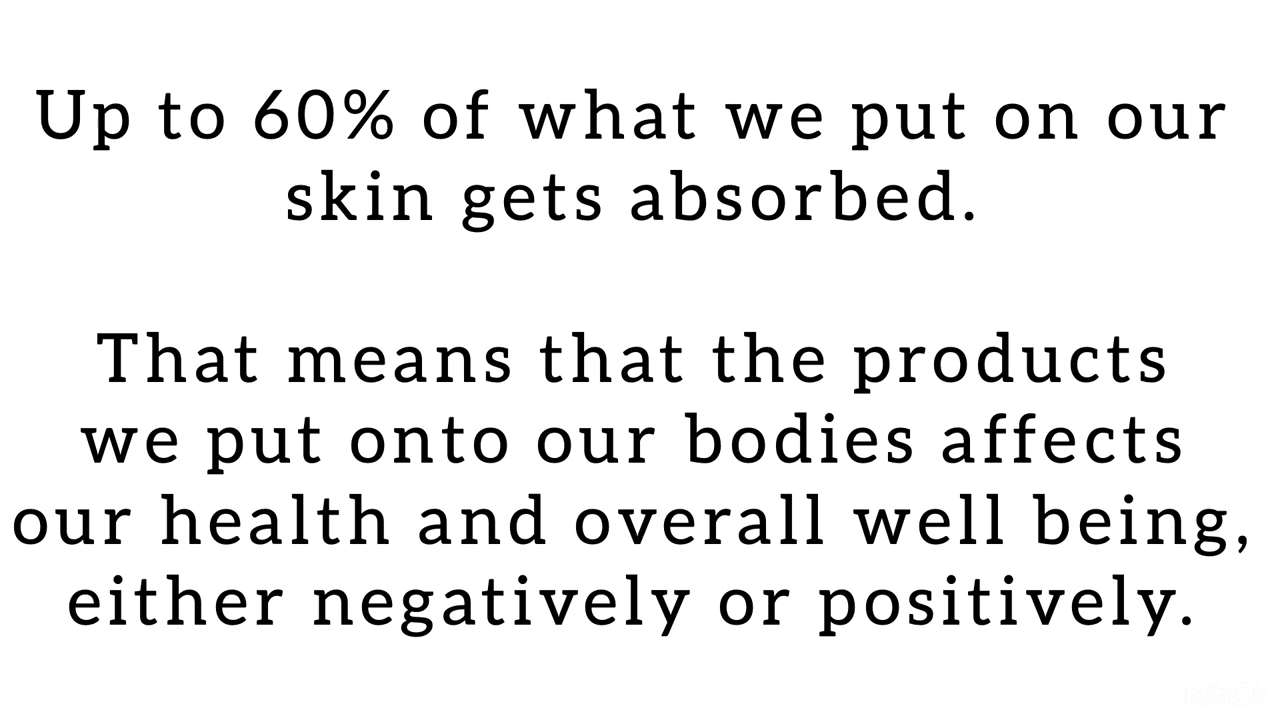 Up to 60% of what we put on our
skin gets absorbed.
That means that the products
we put onto our bodies affects
our health and overall well being,
either negatively or positively.